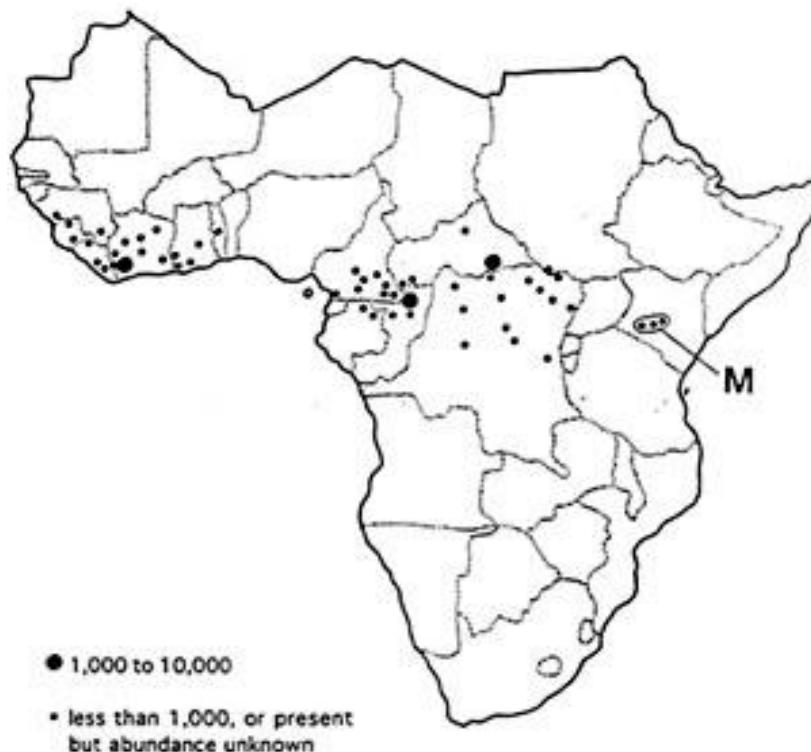 M
1,000 to 10,000
less than 1,000, or present
but abundance unknown